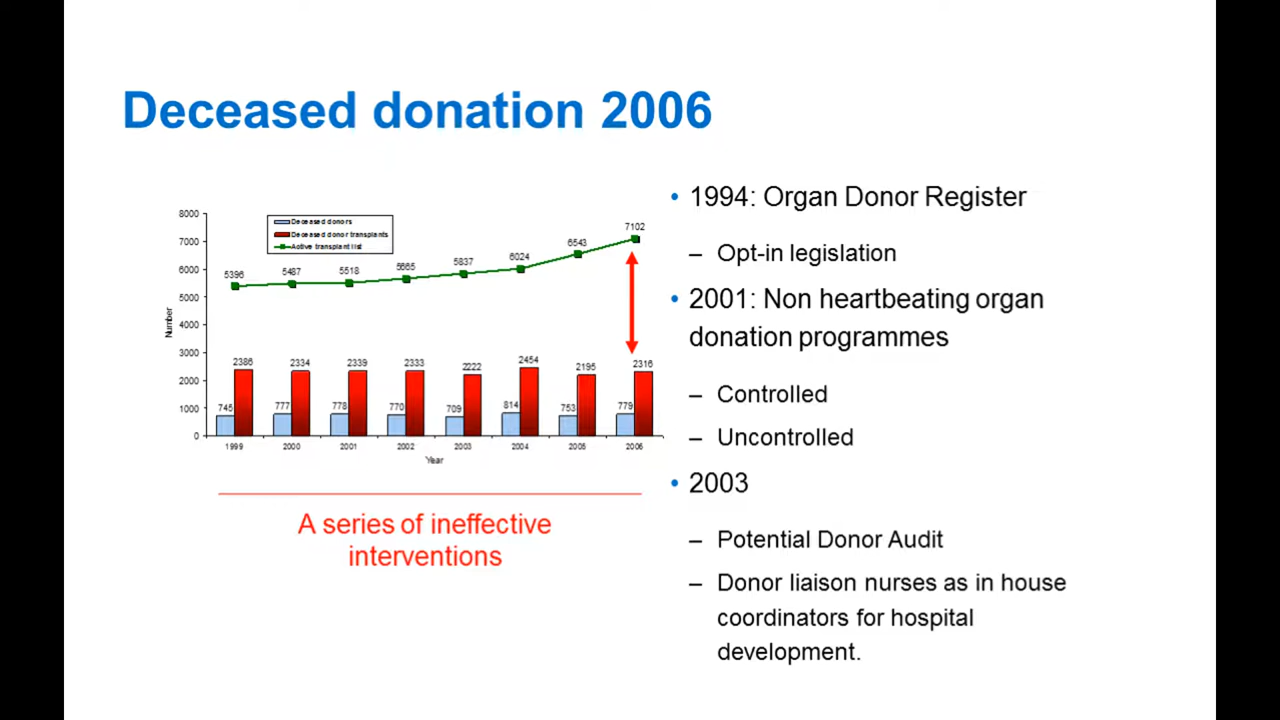 Deceased donation 2006
8000
7000
6000
5000
4000
3000
2000
1000
0
Number
Deceased donors
Deceased donor transplants
Active transplant list
5396
5487
5518
5665
5837
6024
6543
7102
2386
2334
2339
2333
2222
2454
2195
2316
745
777
778
770
709
814
753
779
1999
2000
2001
2002
2003
2004
2005
2006
Year
A series of ineffective
interventions
• 1994: Organ Donor Register
– Opt-in legislation
• 2001: Non heartbeating organ
donation programmes
– Controlled
– Uncontrolled
• 2003
– Potential Donor Audit
– Donor liaison nurses as in house
coordinators for hospital
development.